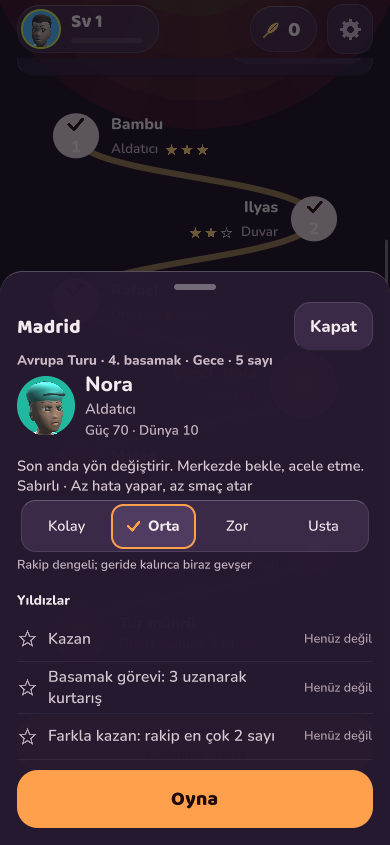 Sv 1
0
Bambu
1
Aldatıcı
Ilyas
2
Duvar
Madrid
Kapat
Avrupa Turu · 4. basamak · Gece · 5 sayı
Nora
Aldatıcı
Güç 70 · Dünya 10
Son anda yön değiştirir. Merkezde bekle, acele etme.
Sabırlı · Az hata yapar, az smaç atar
Kolay
Orta
Zor
Usta
Rakip dengeli; geride kalınca biraz gevşer
Yıldızlar
Kazan
Henüz değil
Basamak görevi: 3 uzanarak
kurtarış
Henüz değil
Farkla kazan: rakip en çok 2 sayı
Henüz değil
Oyna